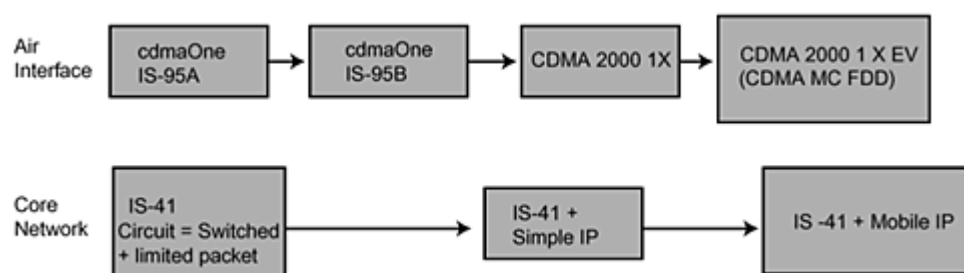 Air
Interface
cdmaOne
IS-95A
cdmaOne
IS-95B
CDMA 2000 1X
CDMA 2000 1 X EV
(CDMA MC FDD)
Core
Network
IS-41
Circuit = Switched
+ limited packet
IS-41 +
Simple IP
IS -41 + Mobile IP